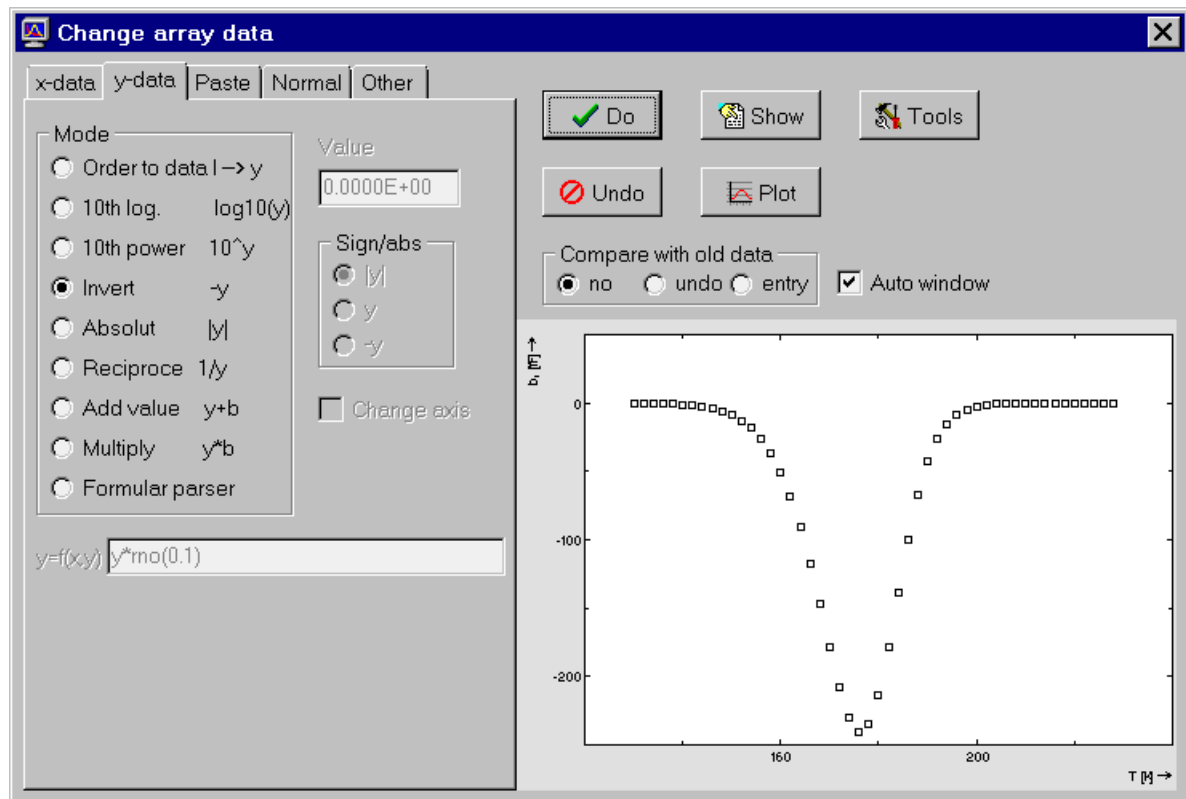 Change array data
x-data y-data Paste Normal Other
Mode
Order to data I --> y
10th log. log10(y)
10th power 10^y
Invert -y
Absolut |y|
Reciproce 1/y
Add value y+b
Multiply y*b
Formular parser
Value
0.0000E+00
Sign/abs
|y|
y
-y
Change axis
y=f(x,y) y*rno(0.1)
Do Show Tools
Undo Plot
Compare with old data
no undo entry
Auto window
0
-100
-200
160 200
T [K] →